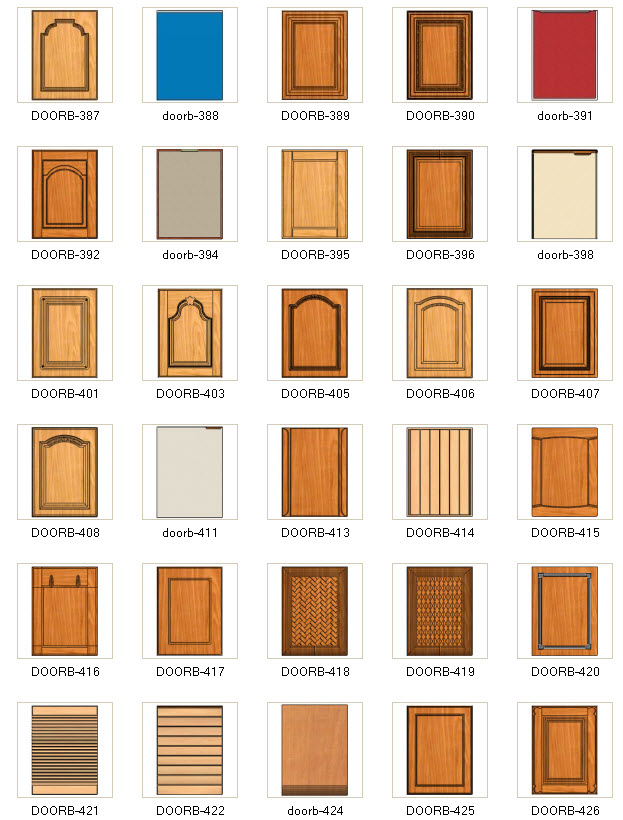 DOORB-387 doorb-388 DOORB-389 DOORB-390 doorb-391
DOORB-392 doorb-394 DOORB-395 DOORB-396 doorb-398
DOORB-401 DOORB-403 DOORB-405 DOORB-406 DOORB-407
DOORB-408 doorb-411 DOORB-413 DOORB-414 DOORB-415
DOORB-416 DOORB-417 DOORB-418 DOORB-419 DOORB-420
DOORB-421 DOORB-422 doorb-424 DOORB-425 DOORB-426